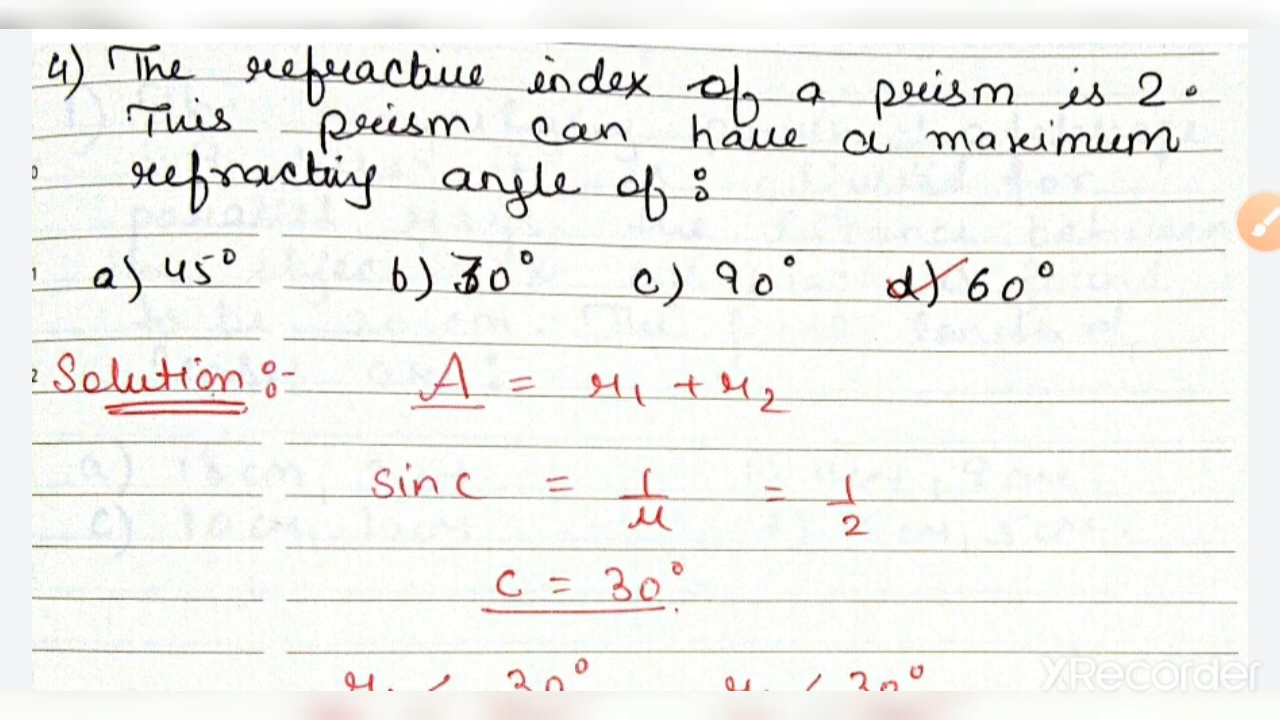 4) The refractive index of a prism is 2.
This prism can have a maximum
refracting angle of :
a) 45° b) 30° c) 90° d) 60°
Solution :- A = r₁ + r₂
sin c = 1/μ = 1/2
c = 30°.
XRecorder